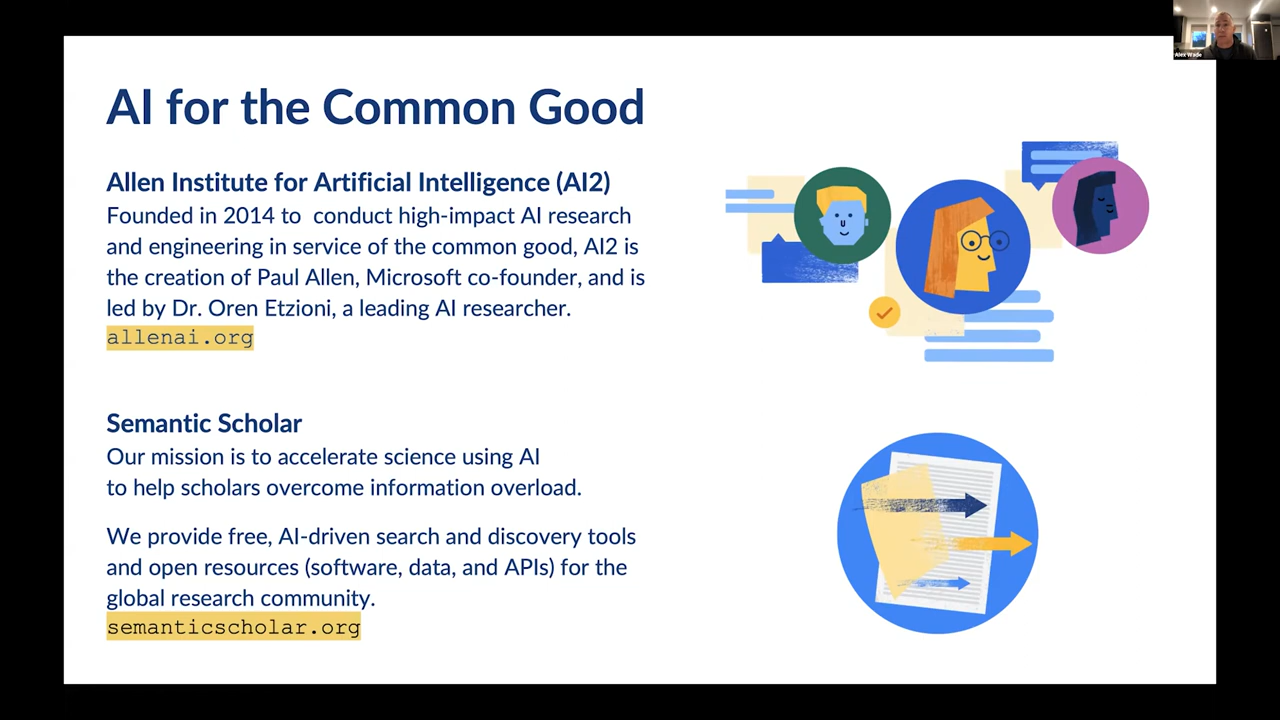 AI for the Common Good
Allen Institute for Artificial Intelligence (AI2)
Founded in 2014 to  conduct high-impact AI research
and engineering in service of the common good, AI2 is
the creation of Paul Allen, Microsoft co-founder, and is
led by Dr. Oren Etzioni, a leading AI researcher.
allenai.org
Semantic Scholar
Our mission is to accelerate science using AI
to help scholars overcome information overload.
We provide free, AI-driven search and discovery tools
and open resources (software, data, and APIs) for the
global research community.
semanticscholar.org
Alex Wade